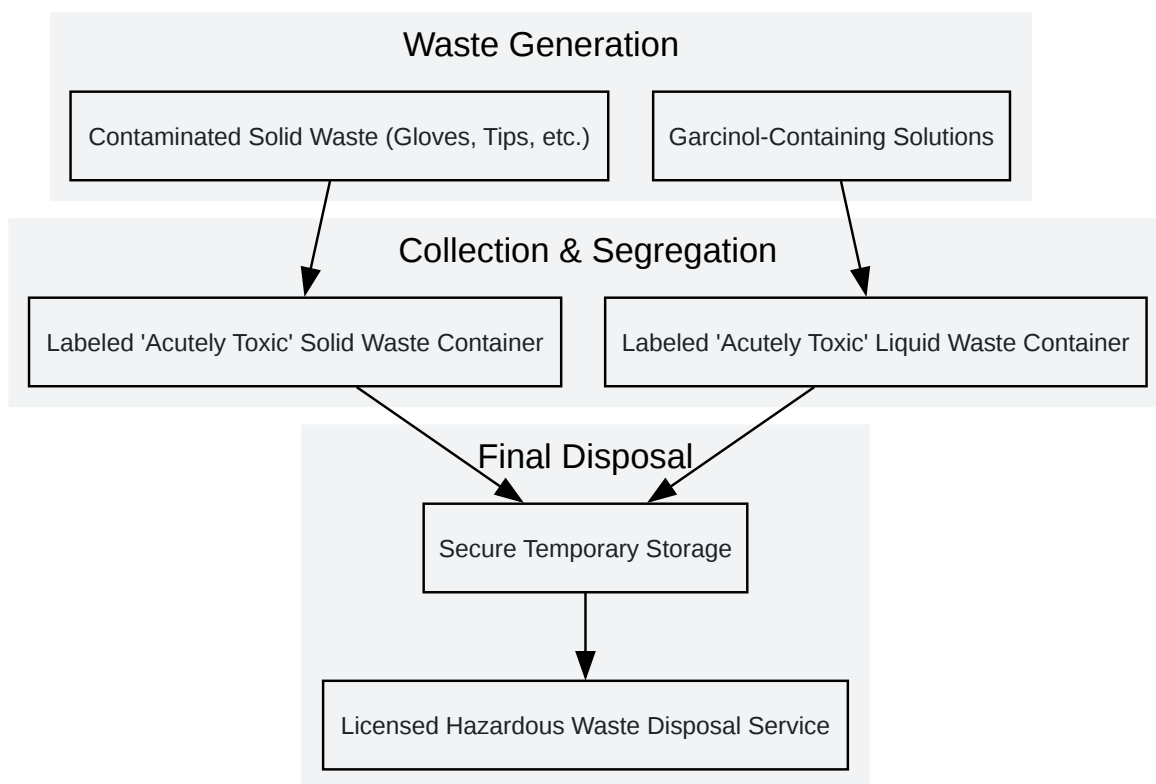 Waste Generation
Contaminated Solid Waste (Gloves, Tips, etc.)
Garcinol-Containing Solutions
Collection & Segregation
Labeled 'Acutely Toxic' Solid Waste Container
Labeled 'Acutely Toxic' Liquid Waste Container
Final Disposal
Secure Temporary Storage
Licensed Hazardous Waste Disposal Service